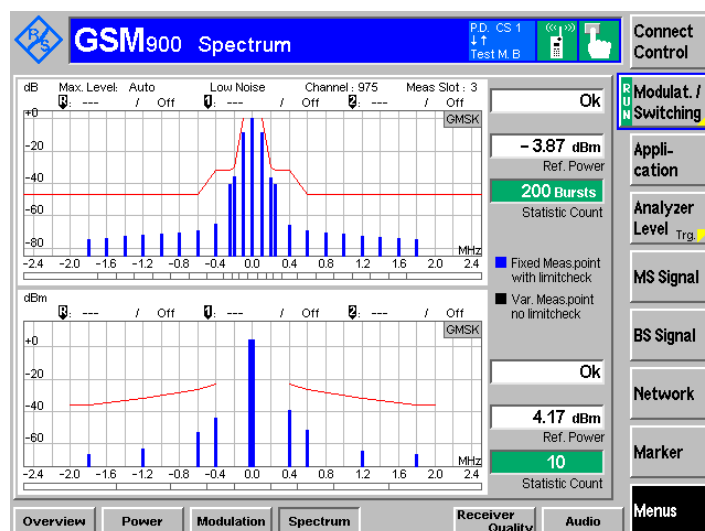 R&S GSM900 Spectrum
P.D. CS 1
Test M. B
Connect Control
dB Max. Level: Auto Low Noise Channel : 975 Meas Slot : 3
R: --- / Off 1: --- / Off 2: --- / Off
+0
GMSK
-20
-40
-60
-80
MHz
-2.4 -2.0 -1.6 -1.2 -0.8 -0.4 0.0 0.4 0.8 1.2 1.6 2.0 2.4
Ok
-3.87 dBm
Ref. Power
200 Bursts
Statistic Count
Fixed Meas.point
with limitcheck
Var. Meas.point
no limitcheck
dBm
R: --- / Off 1: --- / Off 2: --- / Off
GMSK
+0
-20
-40
-60
MHz
-2.4 -2.0 -1.6 -1.2 -0.8 -0.4 0.0 0.4 0.8 1.2 1.6 2.0 2.4
Ok
4.17 dBm
Ref. Power
10
Statistic Count
RUN
Modulat. /
Switching
Appli-
cation
Analyzer
Level Trg.
MS Signal
BS Signal
Network
Marker
Menus
Overview Power Modulation Spectrum Receiver Quality Audio